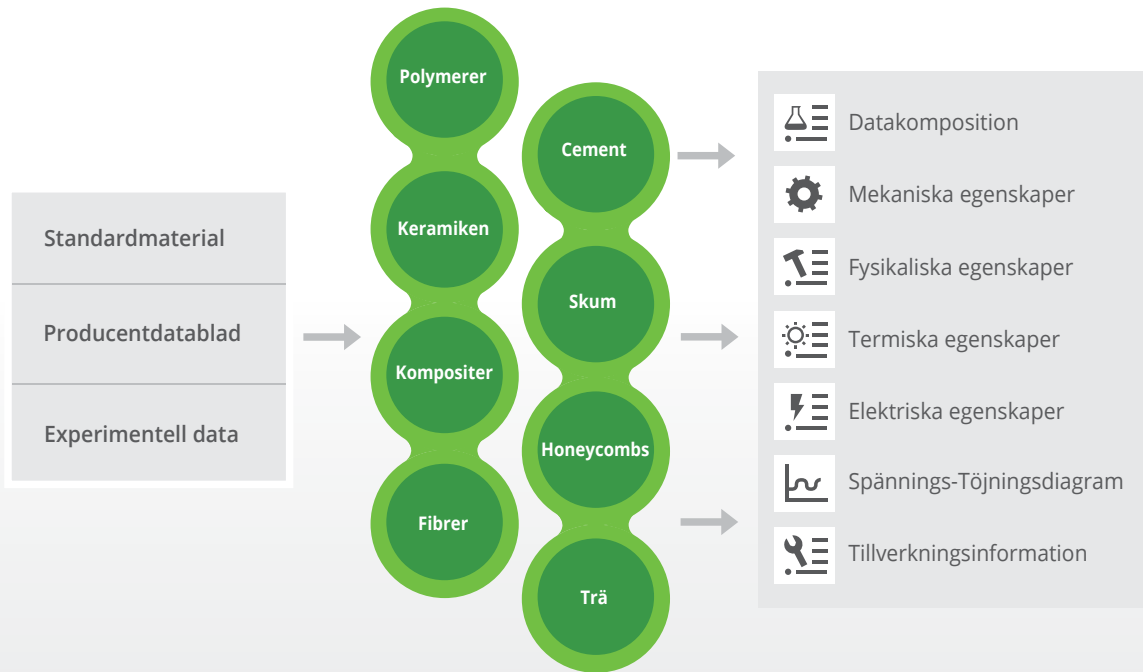 Standardmaterial
Producentdatablad
Experimentell data
Polymerer
Keramiken
Kompositer
Fibrer
Cement
Skum
Honeycombs
Trä
Datakomposition
Mekaniska egenskaper
Fysikaliska egenskaper
Termiska egenskaper
Elektriska egenskaper
Spännings-Töjningsdiagram
Tillverkningsinformation